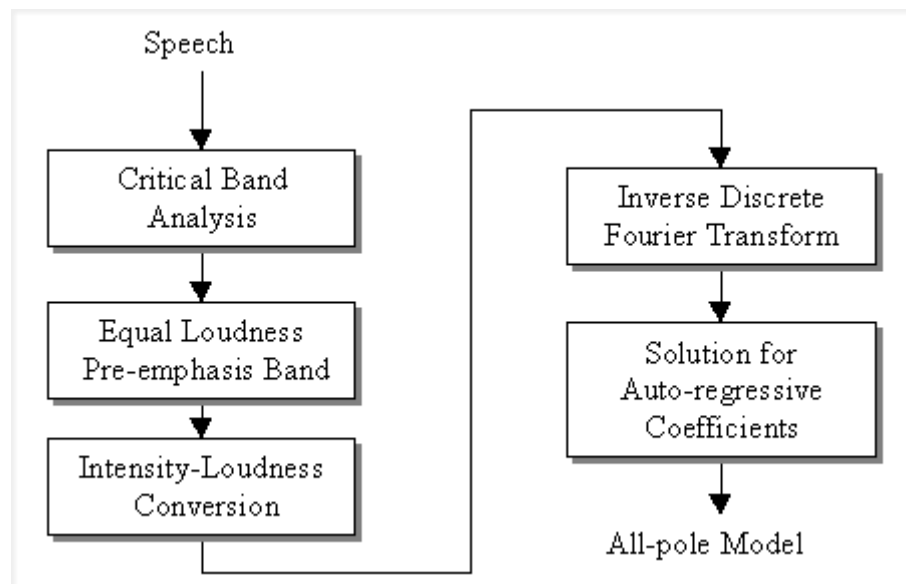 Speech
Critical Band
Analysis
Equal Loudness
Pre-emphasis Band
Intensity-Loudness
Conversion
Inverse Discrete
Fourier Transform
Solution for
Auto-regressive
Coefficients
All-pole Model